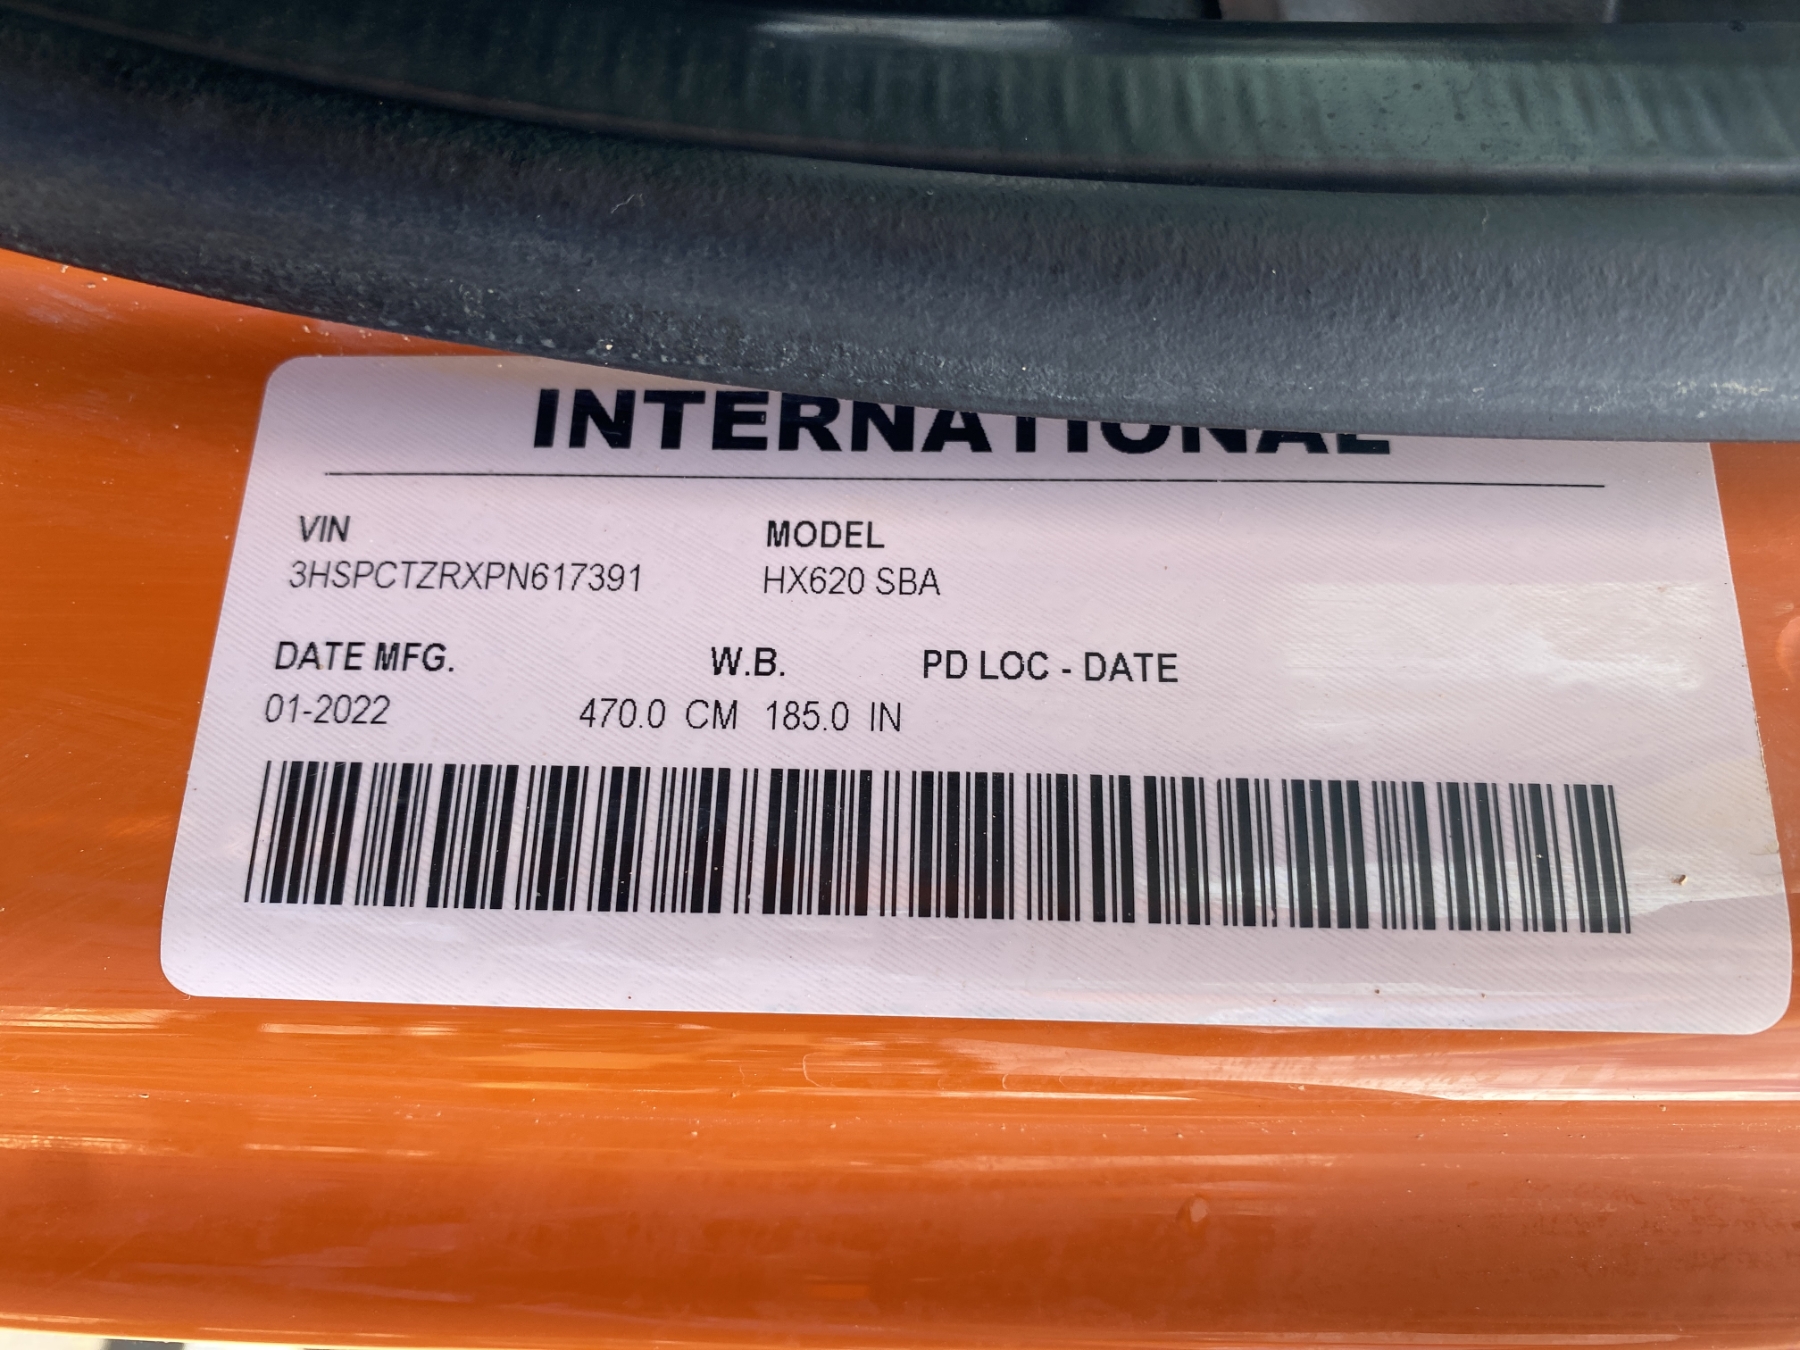 INTERNATIONAL
VIN MODEL
3HSPCTZRXPN617391 HX620 SBA
DATE MFG. W.B. PD LOC - DATE
01-2022 470.0 CM 185.0 IN